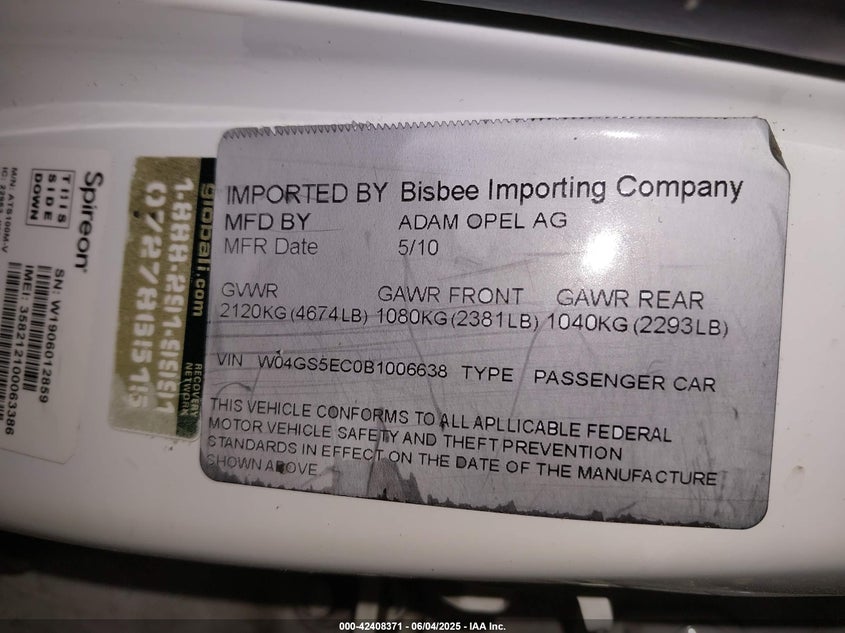 IMPORTED BY Bisbee Importing Company
MFD BY ADAM OPEL AG
MFR Date 5/10
GVWR GAWR FRONT GAWR REAR
2120KG (4674LB) 1080KG (2381LB) 1040KG (2293LB)
VIN W04GS5EC0B1006638 TYPE PASSENGER CAR
THIS VEHICLE CONFORMS TO ALL APLLICABLE FEDERAL
MOTOR VEHICLE SAFETY AND THEFT PREVENTION
STANDARDS IN EFFECT ON THE DATE OF THE MANUFACTURE
SHOWN ABOVE.
globali.com
RECOVERY
NETWORK
Spireon
THIS
SIDE
DOWN
SN: W1906012859
IMEI: 358212100063386
M/N: ATS100M-V
000-42408371 - 06/04/2025 - IAA Inc.